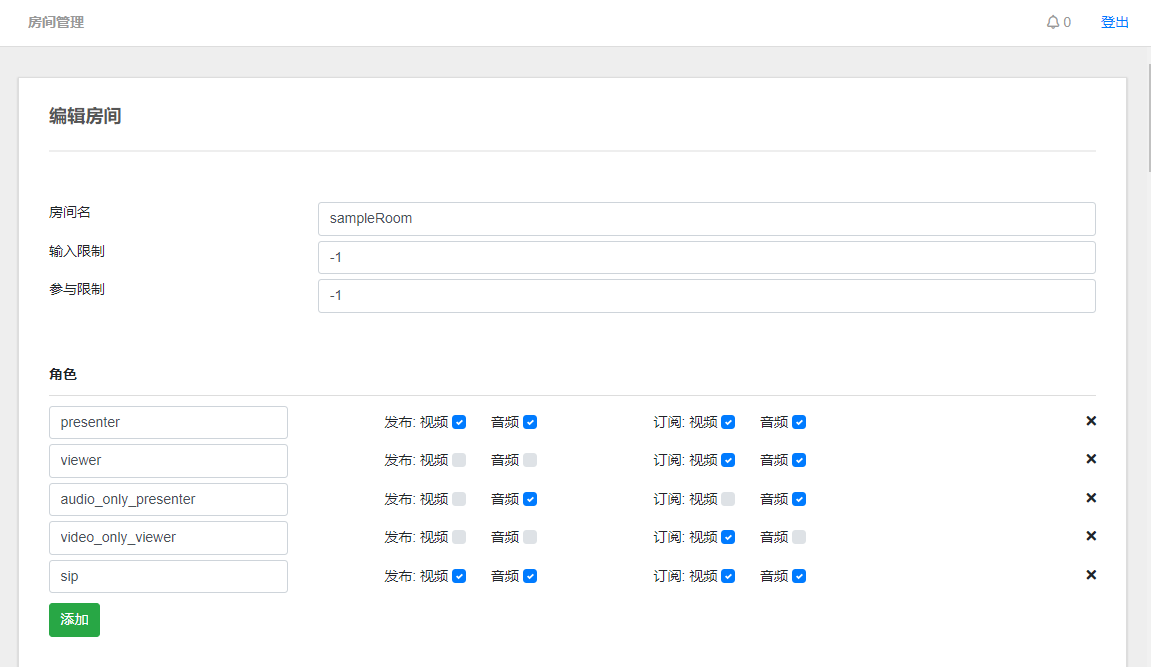 房间管理 0 登出
编辑房间
房间名 sampleRoom
输入限制 -1
参与限制 -1
角色
presenter 发布: 视频 音频 订阅: 视频 音频
viewer 发布: 视频 音频 订阅: 视频 音频
audio_only_presenter 发布: 视频 音频 订阅: 视频 音频
video_only_viewer 发布: 视频 音频 订阅: 视频 音频
sip 发布: 视频 音频 订阅: 视频 音频
添加